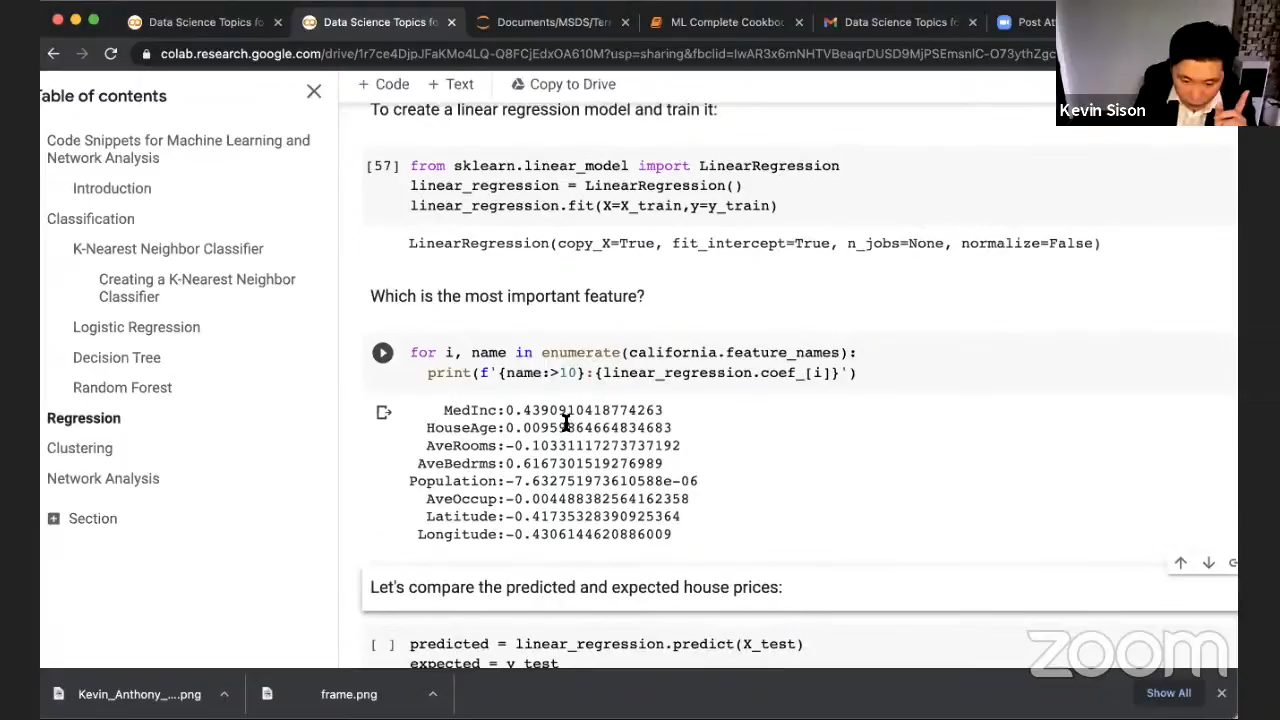 Data Science Topics fo
Data Science Topics fo
Documents/MSDS/Ter
ML Complete Cookbo
Data Science Topics fo
Post Att
colab.research.google.com/drive/1r7ce4DjpJFaKMo4LQ-Q8FCjEdxOA610M?usp=sharing&fbclid=IwAR3x6mNHTVBeaqrDUSD9MjPSEmsnlC-O73ythZgc
Kevin Sison
Table of contents
Code Snippets for Machine Learning and
Network Analysis
Introduction
Classification
K-Nearest Neighbor Classifier
Creating a K-Nearest Neighbor
Classifier
Logistic Regression
Decision Tree
Random Forest
Regression
Clustering
Network Analysis
Section
+ Code + Text Copy to Drive
To create a linear regression model and train it:
[57] from sklearn.linear_model import LinearRegression
linear_regression = LinearRegression()
linear_regression.fit(X=X_train,y=y_train)
LinearRegression(copy_X=True, fit_intercept=True, n_jobs=None, normalize=False)
Which is the most important feature?
for i, name in enumerate(california.feature_names):
print(f'{name:>10}:{linear_regression.coef_[i]}')
MedInc:0.4390910418774263
HouseAge:0.00959864664834683
AveRooms:-0.10331117273737192
AveBedrms:0.6167301519276989
Population:-7.632751973610588e-06
AveOccup:-0.004488382564162358
Latitude:-0.41735328390925364
Longitude:-0.4306144620886009
Let's compare the predicted and expected house prices:
[ ] predicted = linear_regression.predict(X_test)
expected = y_test
zoom
Kevin_Anthony_....png
frame.png
Show All